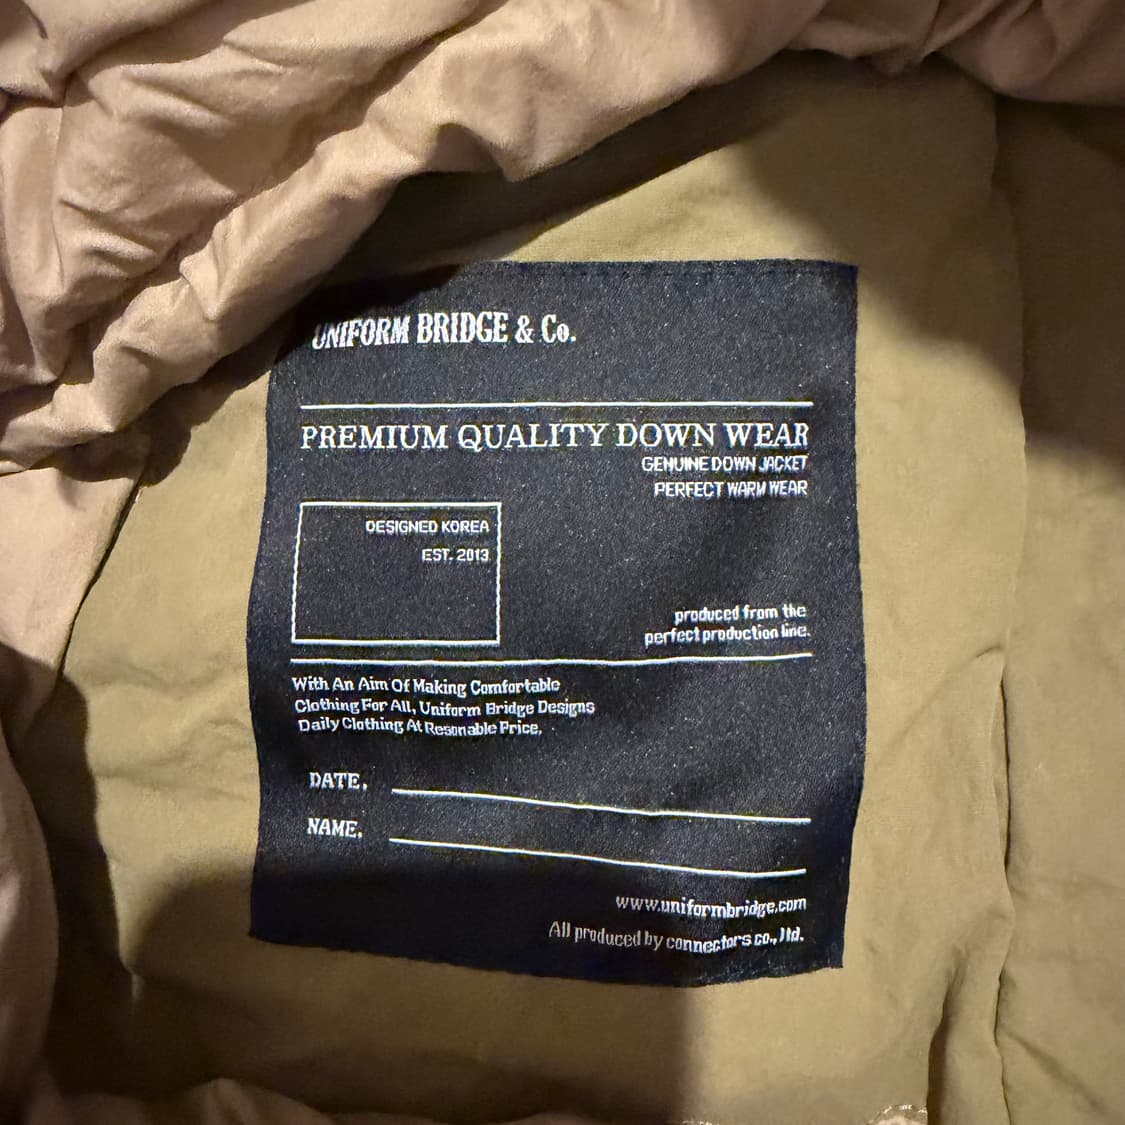 UNIFORM BRIDGE & Co.
PREMIUM QUALITY DOWN WEAR
GENUINE DOWN JACKET
PERFECT WARM WEAR
DESIGNED KOREA
EST. 2013
produced from the
perfect production line.
With An Aim Of Making Comfortable
Clothing For All, Uniform Bridge Designs
Daily Clothing At Resonable Price.
DATE.
NAME.
www.uniformbridge.com
All produced by connectors co., ltd.